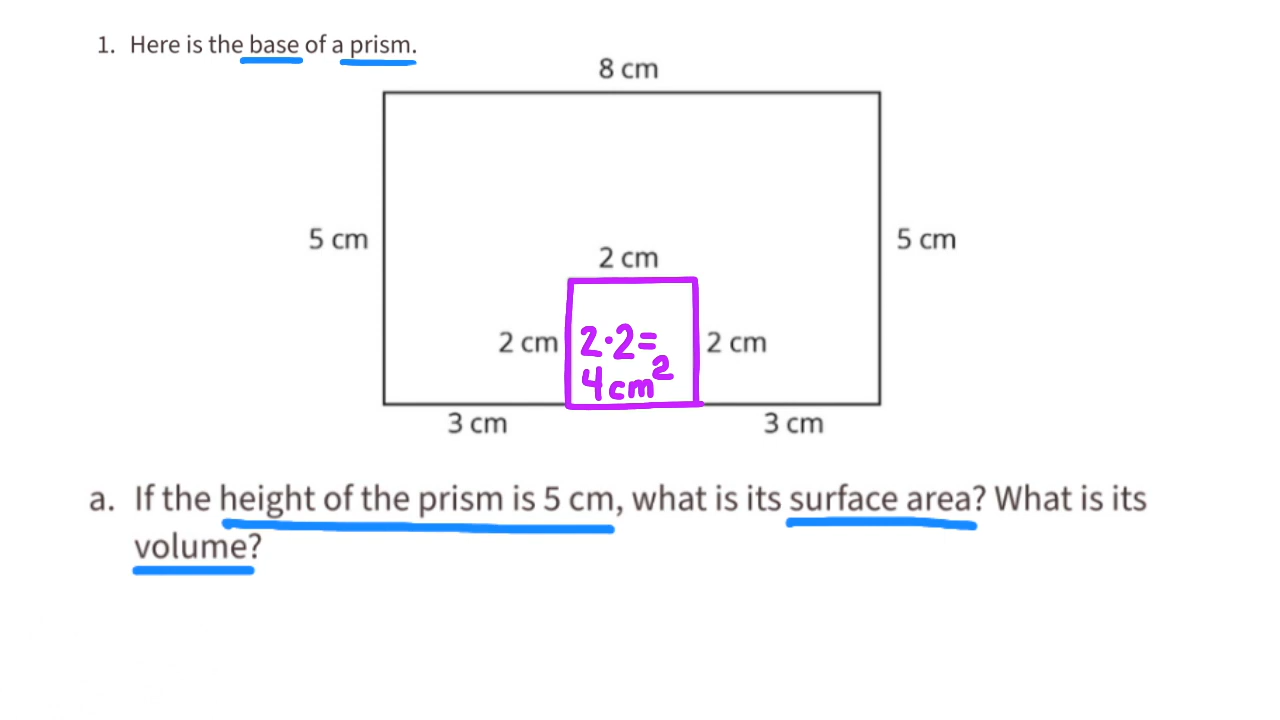 1. Here is the base of a prism.
8 cm
5 cm
5 cm
2 cm
2 cm
2·2=
4cm²
2 cm
3 cm
3 cm
a. If the height of the prism is 5 cm, what is its surface area? What is its
volume?